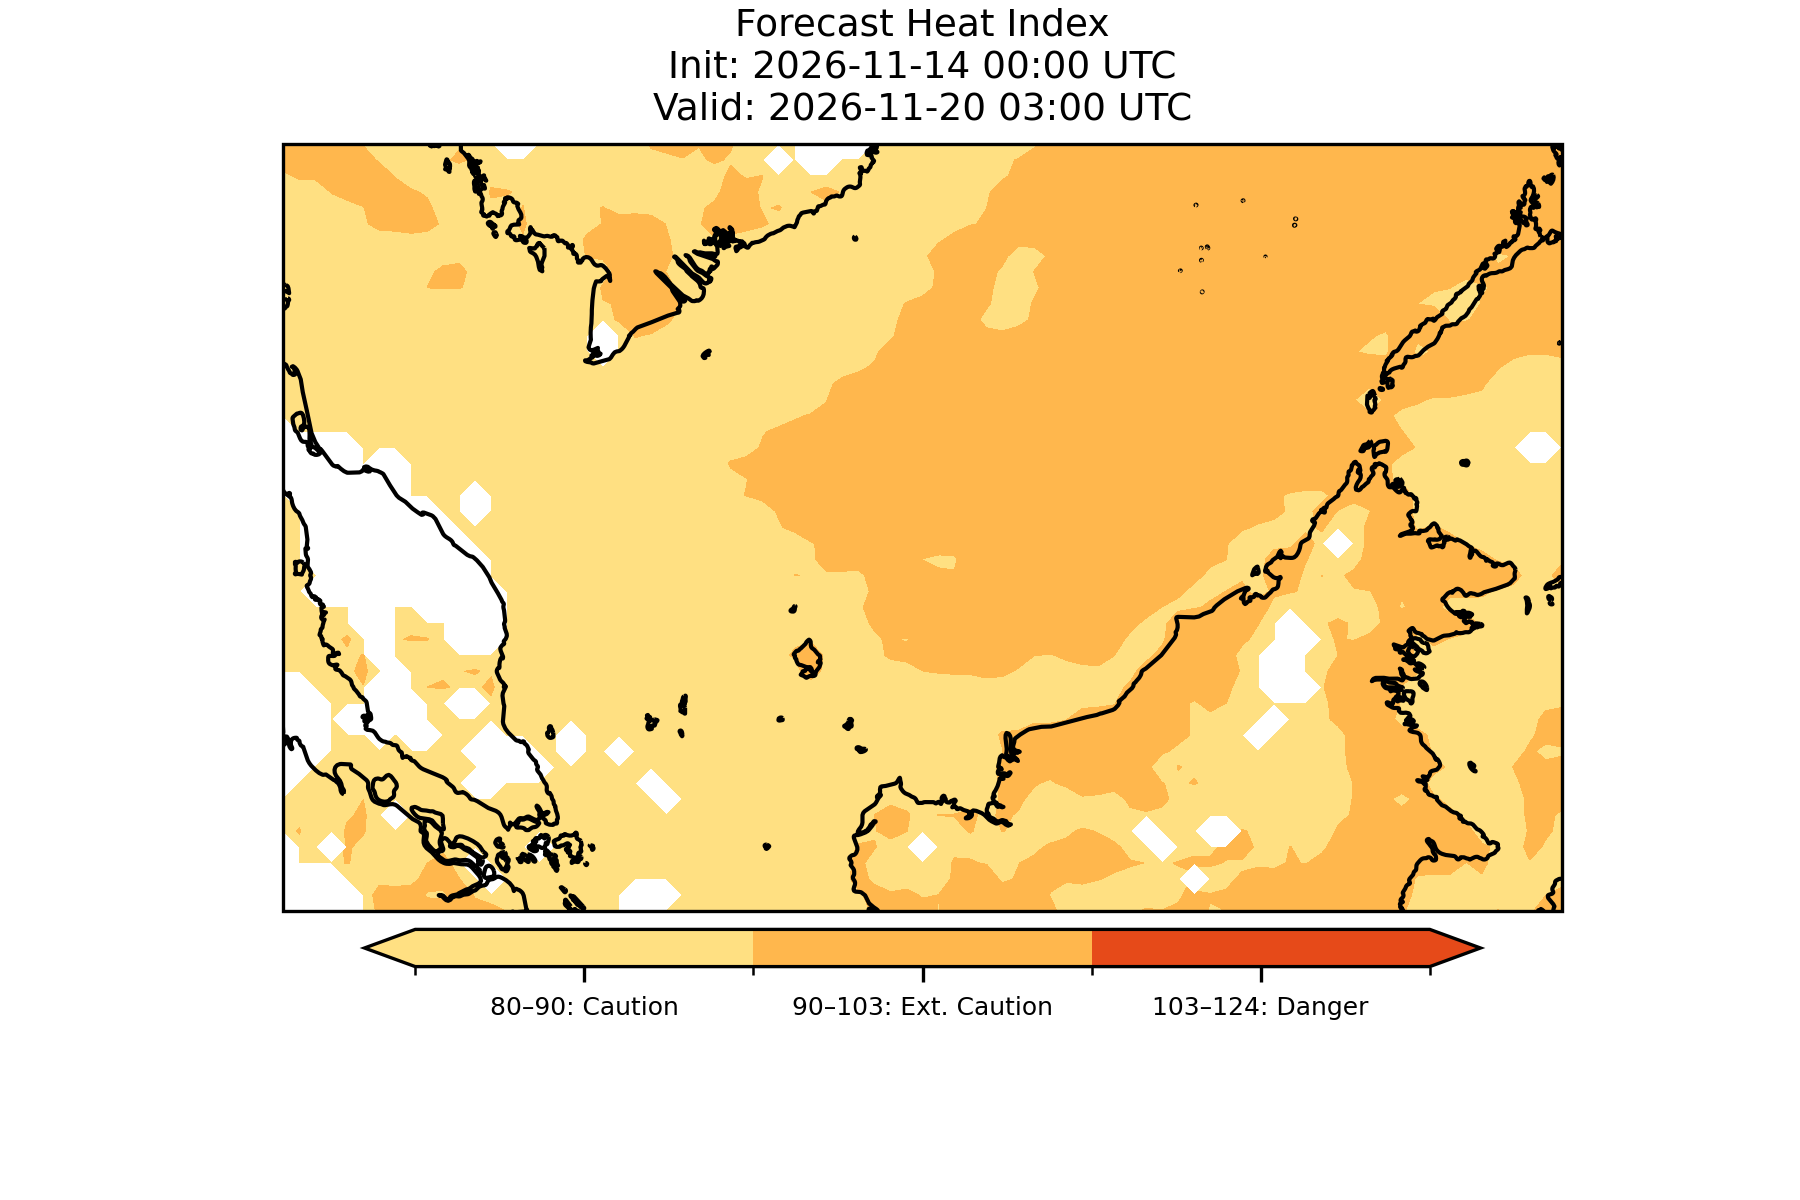 Forecast Heat Index
Init: 2026-11-14 00:00 UTC
Valid: 2026-11-20 03:00 UTC
80–90: Caution
90–103: Ext. Caution
103–124: Danger